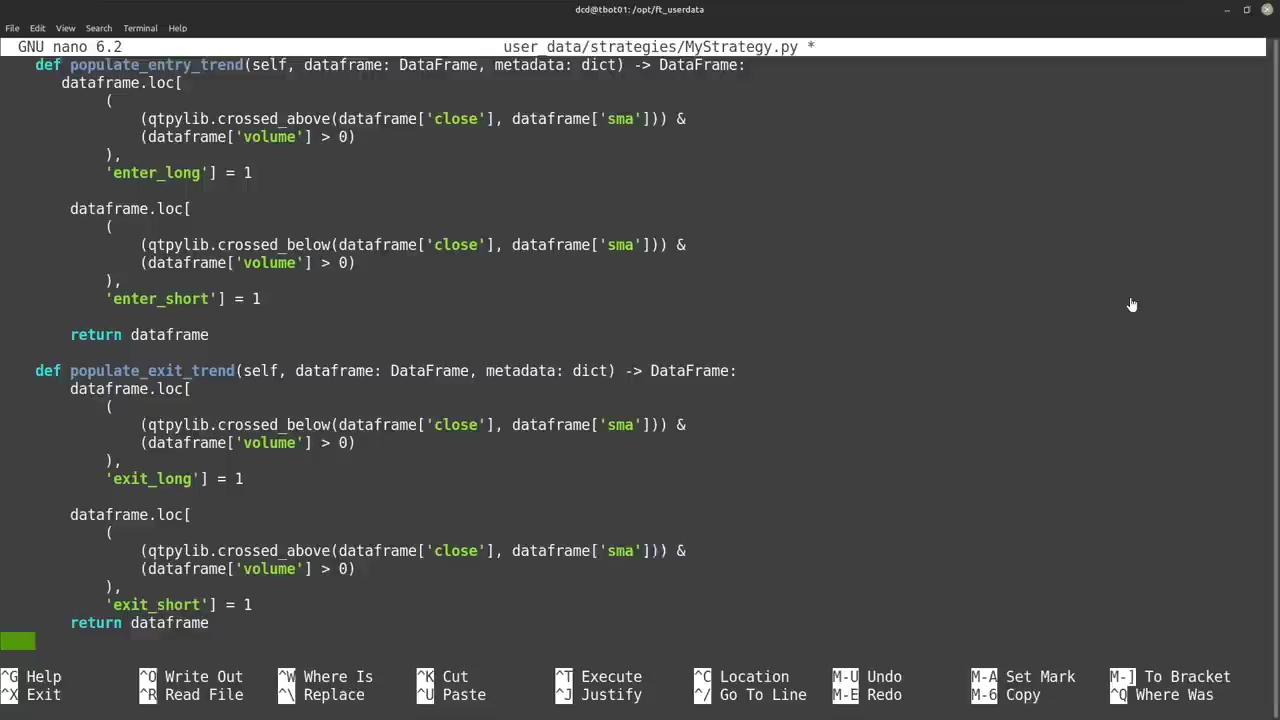 dcd@tbot01: /opt/ft_userdata
File Edit View Search Terminal Help
GNU nano 6.2 user_data/strategies/MyStrategy.py *
    def populate_entry_trend(self, dataframe: DataFrame, metadata: dict) -> DataFrame:
       dataframe.loc[
            (
                (qtpylib.crossed_above(dataframe['close'], dataframe['sma'])) &
                (dataframe['volume'] > 0)
            ),
            'enter_long'] = 1

        dataframe.loc[
            (
                (qtpylib.crossed_below(dataframe['close'], dataframe['sma'])) &
                (dataframe['volume'] > 0)
            ),
            'enter_short'] = 1

        return dataframe

    def populate_exit_trend(self, dataframe: DataFrame, metadata: dict) -> DataFrame:
        dataframe.loc[
            (
                (qtpylib.crossed_below(dataframe['close'], dataframe['sma'])) &
                (dataframe['volume'] > 0)
            ),
            'exit_long'] = 1

        dataframe.loc[
            (
                (qtpylib.crossed_above(dataframe['close'], dataframe['sma'])) &
                (dataframe['volume'] > 0)
            ),
            'exit_short'] = 1
        return dataframe

^G Help ^O Write Out ^W Where Is ^K Cut ^T Execute ^C Location M-U Undo M-A Set Mark M-] To Bracket
^X Exit ^R Read File ^\ Replace ^U Paste ^J Justify ^/ Go To Line M-E Redo M-6 Copy ^Q Where Was